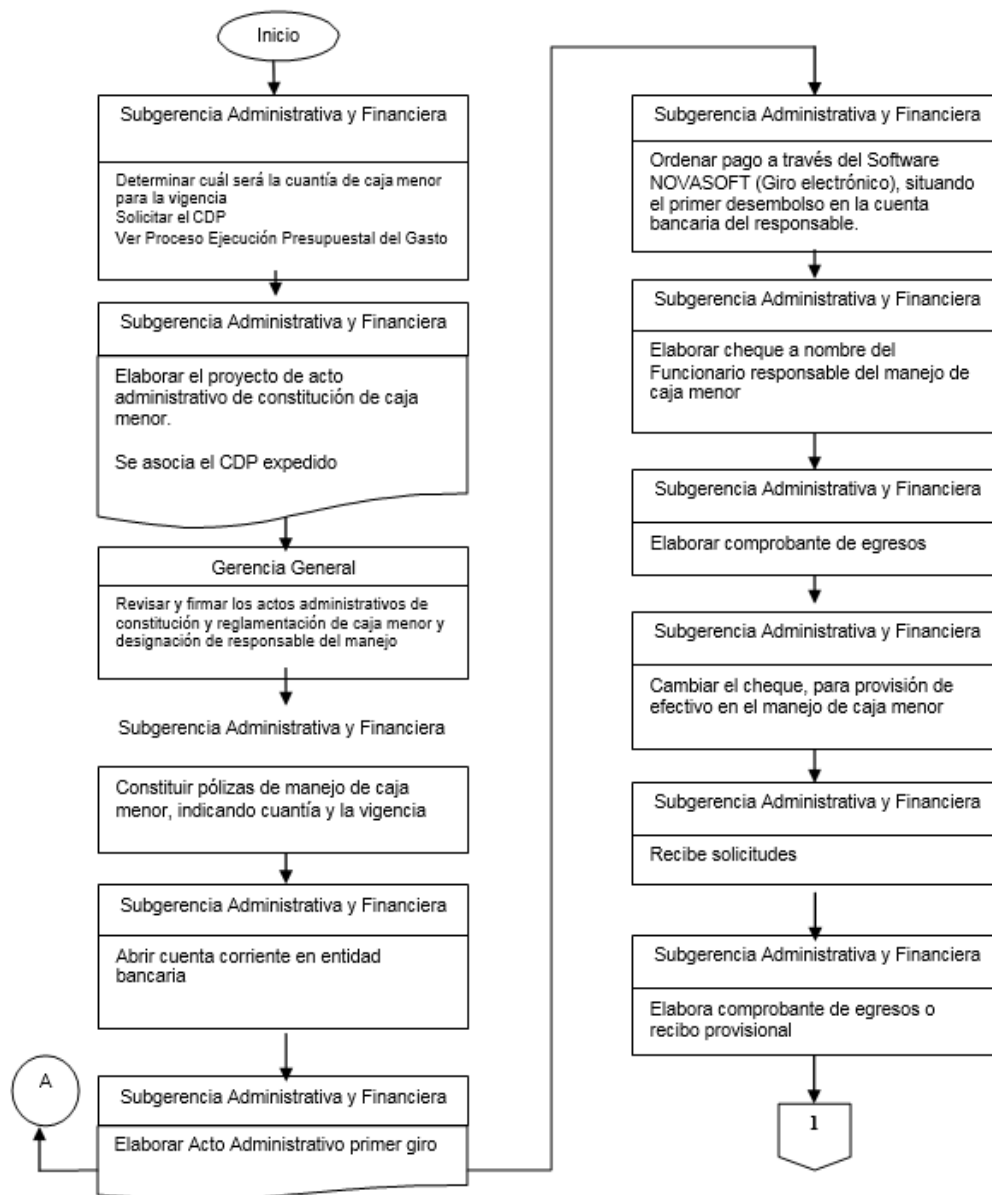 Inicio
Subgerencia Administrativa y Financiera
Determinar cuál será la cuantía de caja menor
para la vigencia
Solicitar el CDP
Ver Proceso Ejecución Presupuestal del Gasto
Subgerencia Administrativa y Financiera
Elaborar el proyecto de acto
administrativo de constitución de caja
menor.
Se asocia el CDP expedido
Gerencia General
Revisar y firmar los actos administrativos de
constitución y reglamentación de caja menor y
designación de responsable del manejo
Subgerencia Administrativa y Financiera
Constituir pólizas de manejo de caja
menor, indicando cuantía y la vigencia
Subgerencia Administrativa y Financiera
Abrir cuenta corriente en entidad
bancaria
A
Subgerencia Administrativa y Financiera
Elaborar Acto Administrativo primer giro
Subgerencia Administrativa y Financiera
Ordenar pago a través del Software
NOVASOFT (Giro electrónico), situando
el primer desembolso en la cuenta
bancaria del responsable.
Subgerencia Administrativa y Financiera
Elaborar cheque a nombre del
Funcionario responsable del manejo de
caja menor
Subgerencia Administrativa y Financiera
Elaborar comprobante de egresos
Subgerencia Administrativa y Financiera
Cambiar el cheque, para provisión de
efectivo en el manejo de caja menor
Subgerencia Administrativa y Financiera
Recibe solicitudes
Subgerencia Administrativa y Financiera
Elabora comprobante de egresos o
recibo provisional
1